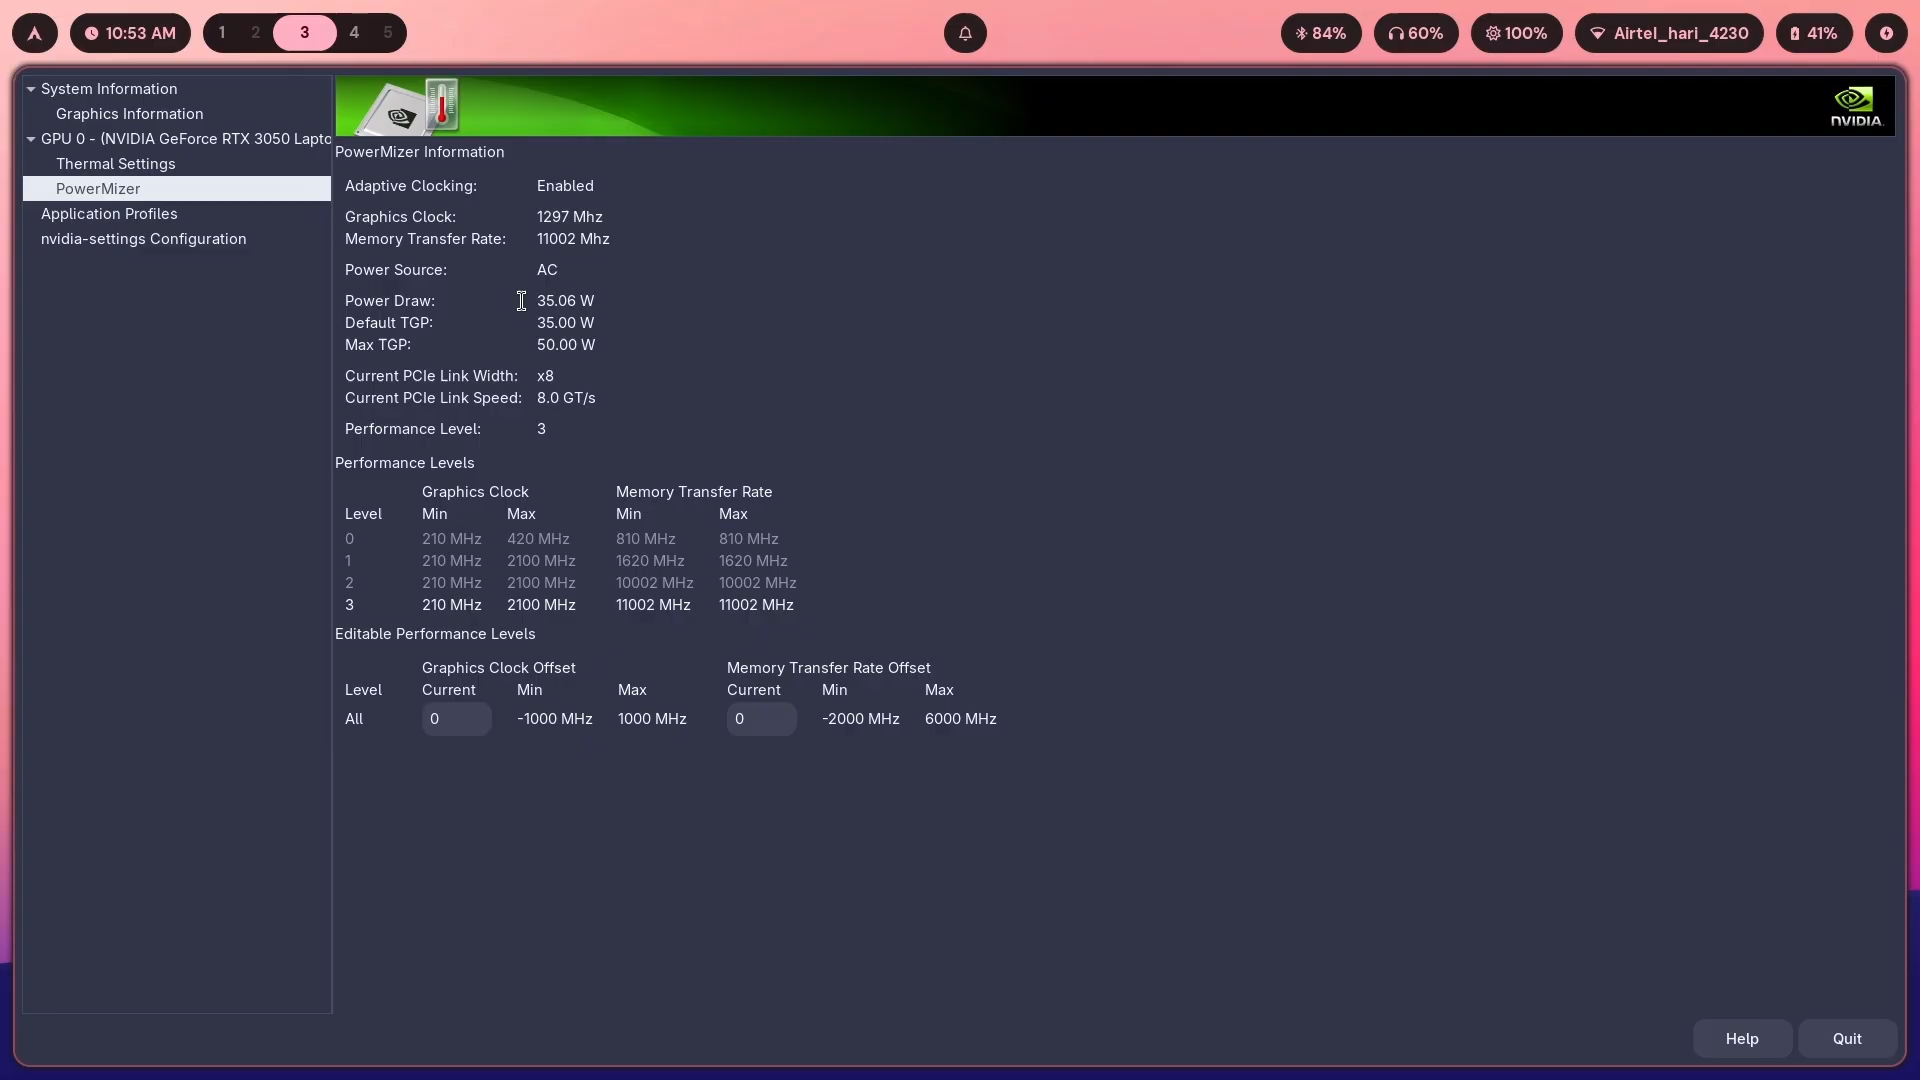 10:53 AM
1 2 3 4 5
84%
60%
100%
Airtel_hari_4230
41%
System Information
Graphics Information
GPU 0 - (NVIDIA GeForce RTX 3050 Lapto
Thermal Settings
PowerMizer
Application Profiles
nvidia-settings Configuration
NVIDIA.
PowerMizer Information
Adaptive Clocking: Enabled
Graphics Clock: 1297 Mhz
Memory Transfer Rate: 11002 Mhz
Power Source: AC
Power Draw: 35.06 W
Default TGP: 35.00 W
Max TGP: 50.00 W
Current PCIe Link Width: x8
Current PCIe Link Speed: 8.0 GT/s
Performance Level: 3
Performance Levels
Graphics Clock Memory Transfer Rate
Level Min Max Min Max
0 210 MHz 420 MHz 810 MHz 810 MHz
1 210 MHz 2100 MHz 1620 MHz 1620 MHz
2 210 MHz 2100 MHz 10002 MHz 10002 MHz
3 210 MHz 2100 MHz 11002 MHz 11002 MHz
Editable Performance Levels
Graphics Clock Offset Memory Transfer Rate Offset
Level Current Min Max Current Min Max
All 0 -1000 MHz 1000 MHz 0 -2000 MHz 6000 MHz
Help Quit